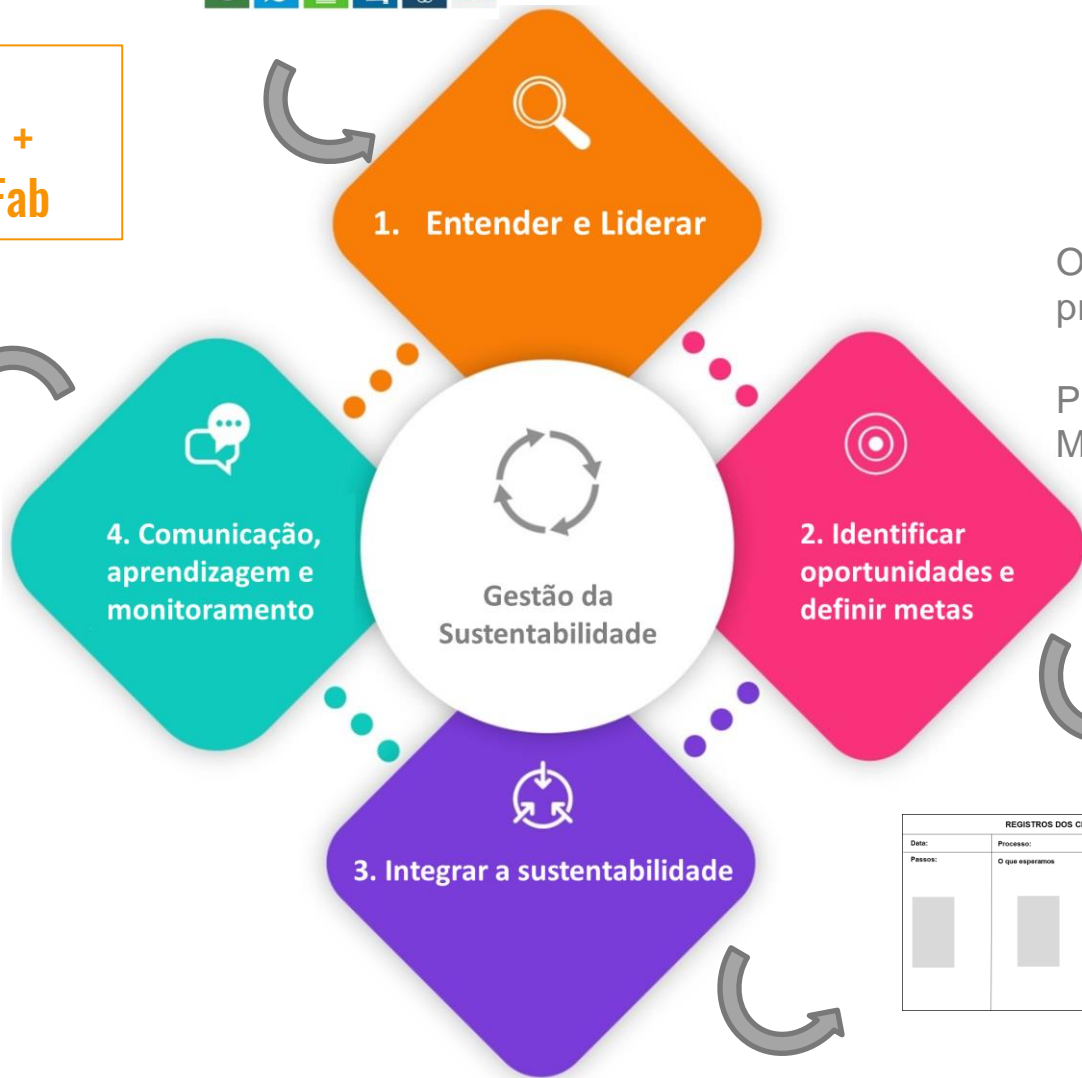 +
Fab
1. Entender e Liderar
4. Comunicação,
aprendizagem e
monitoramento
Gestão da
Sustentabilidade
2. Identificar
oportunidades e
definir metas
3. Integrar a sustentabilidade
REGISTROS DOS
Data:
Processo:
Passos:
O que esperamos